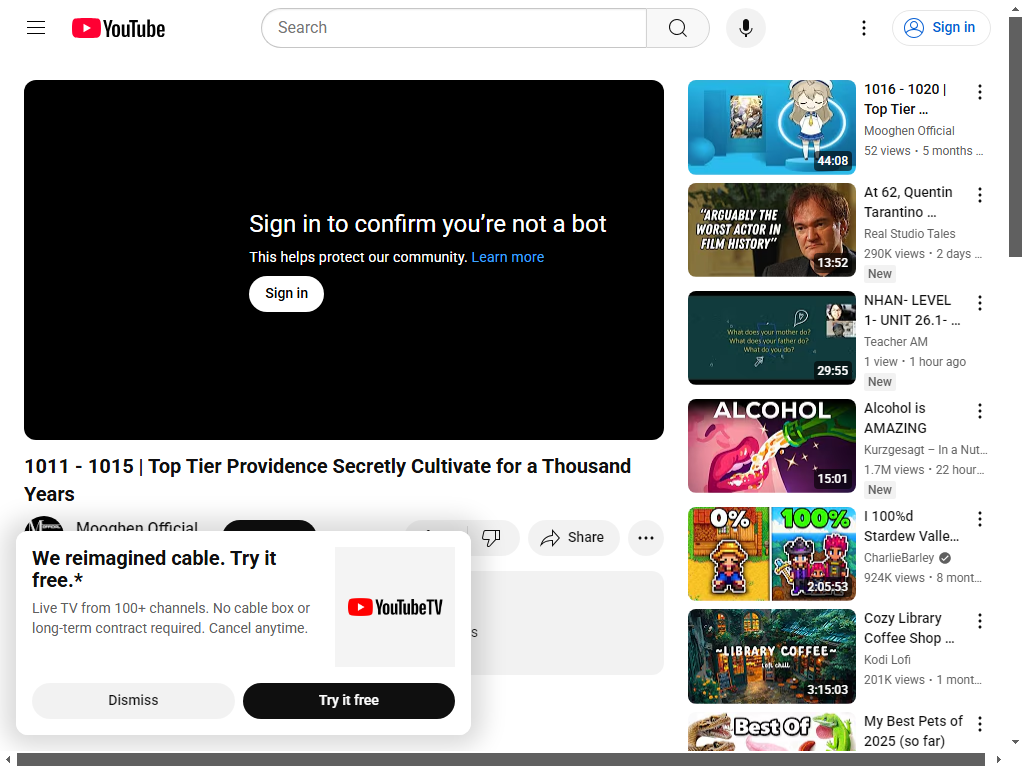 YouTube
Search
Sign in
Sign in to confirm you’re not a bot
This helps protect our community. Learn more
Sign in
1011 - 1015 | Top Tier Providence Secretly Cultivate for a Thousand
Years
Mooghen Official
Share
We reimagined cable. Try it
free.*
Live TV from 100+ channels. No cable box or
long-term contract required. Cancel anytime.
YouTubeTV
Dismiss
Try it free
44:08
1016 - 1020 |
Top Tier ...
Mooghen Official
52 views • 5 months ...
"ARGUABLY THE
WORST ACTOR IN
FILM HISTORY"
13:52
At 62, Quentin
Tarantino ...
Real Studio Tales
290K views • 2 days ...
New
What does your mother do?
What does your father do?
What do you do?
29:55
NHAN- LEVEL
1- UNIT 26.1- ...
Teacher AM
1 view • 1 hour ago
New
ALCOHOL
15:01
Alcohol is
AMAZING
Kurzgesagt – In a Nut...
1.7M views • 22 hour...
New
0% 100%
2:05:53
I 100%d
Stardew Valle...
CharlieBarley
924K views • 8 mont...
~LIBRARY COFFEE~
lofi chill
3:15:03
Cozy Library
Coffee Shop ...
Kodi Lofi
201K views • 1 mont...
Best Of
My Best Pets of
2025 (so far)